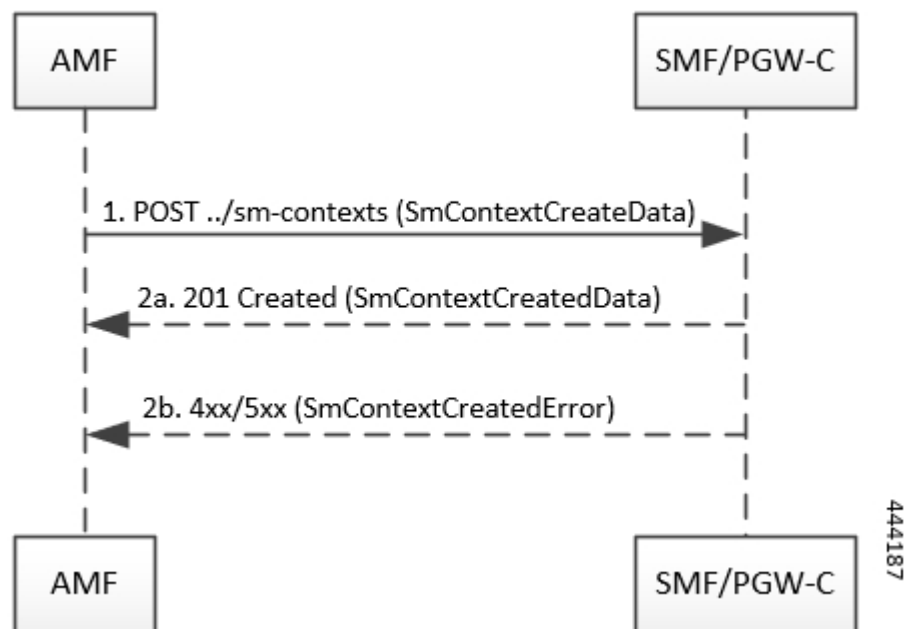 AMF
SMF/PGW-C
1. POST ../sm-contexts (SmContextCreateData)
2a. 201 Created (SmContextCreatedData)
2b. 4xx/5xx (SmContextCreatedError)
444187
AMF
SMF/PGW-C